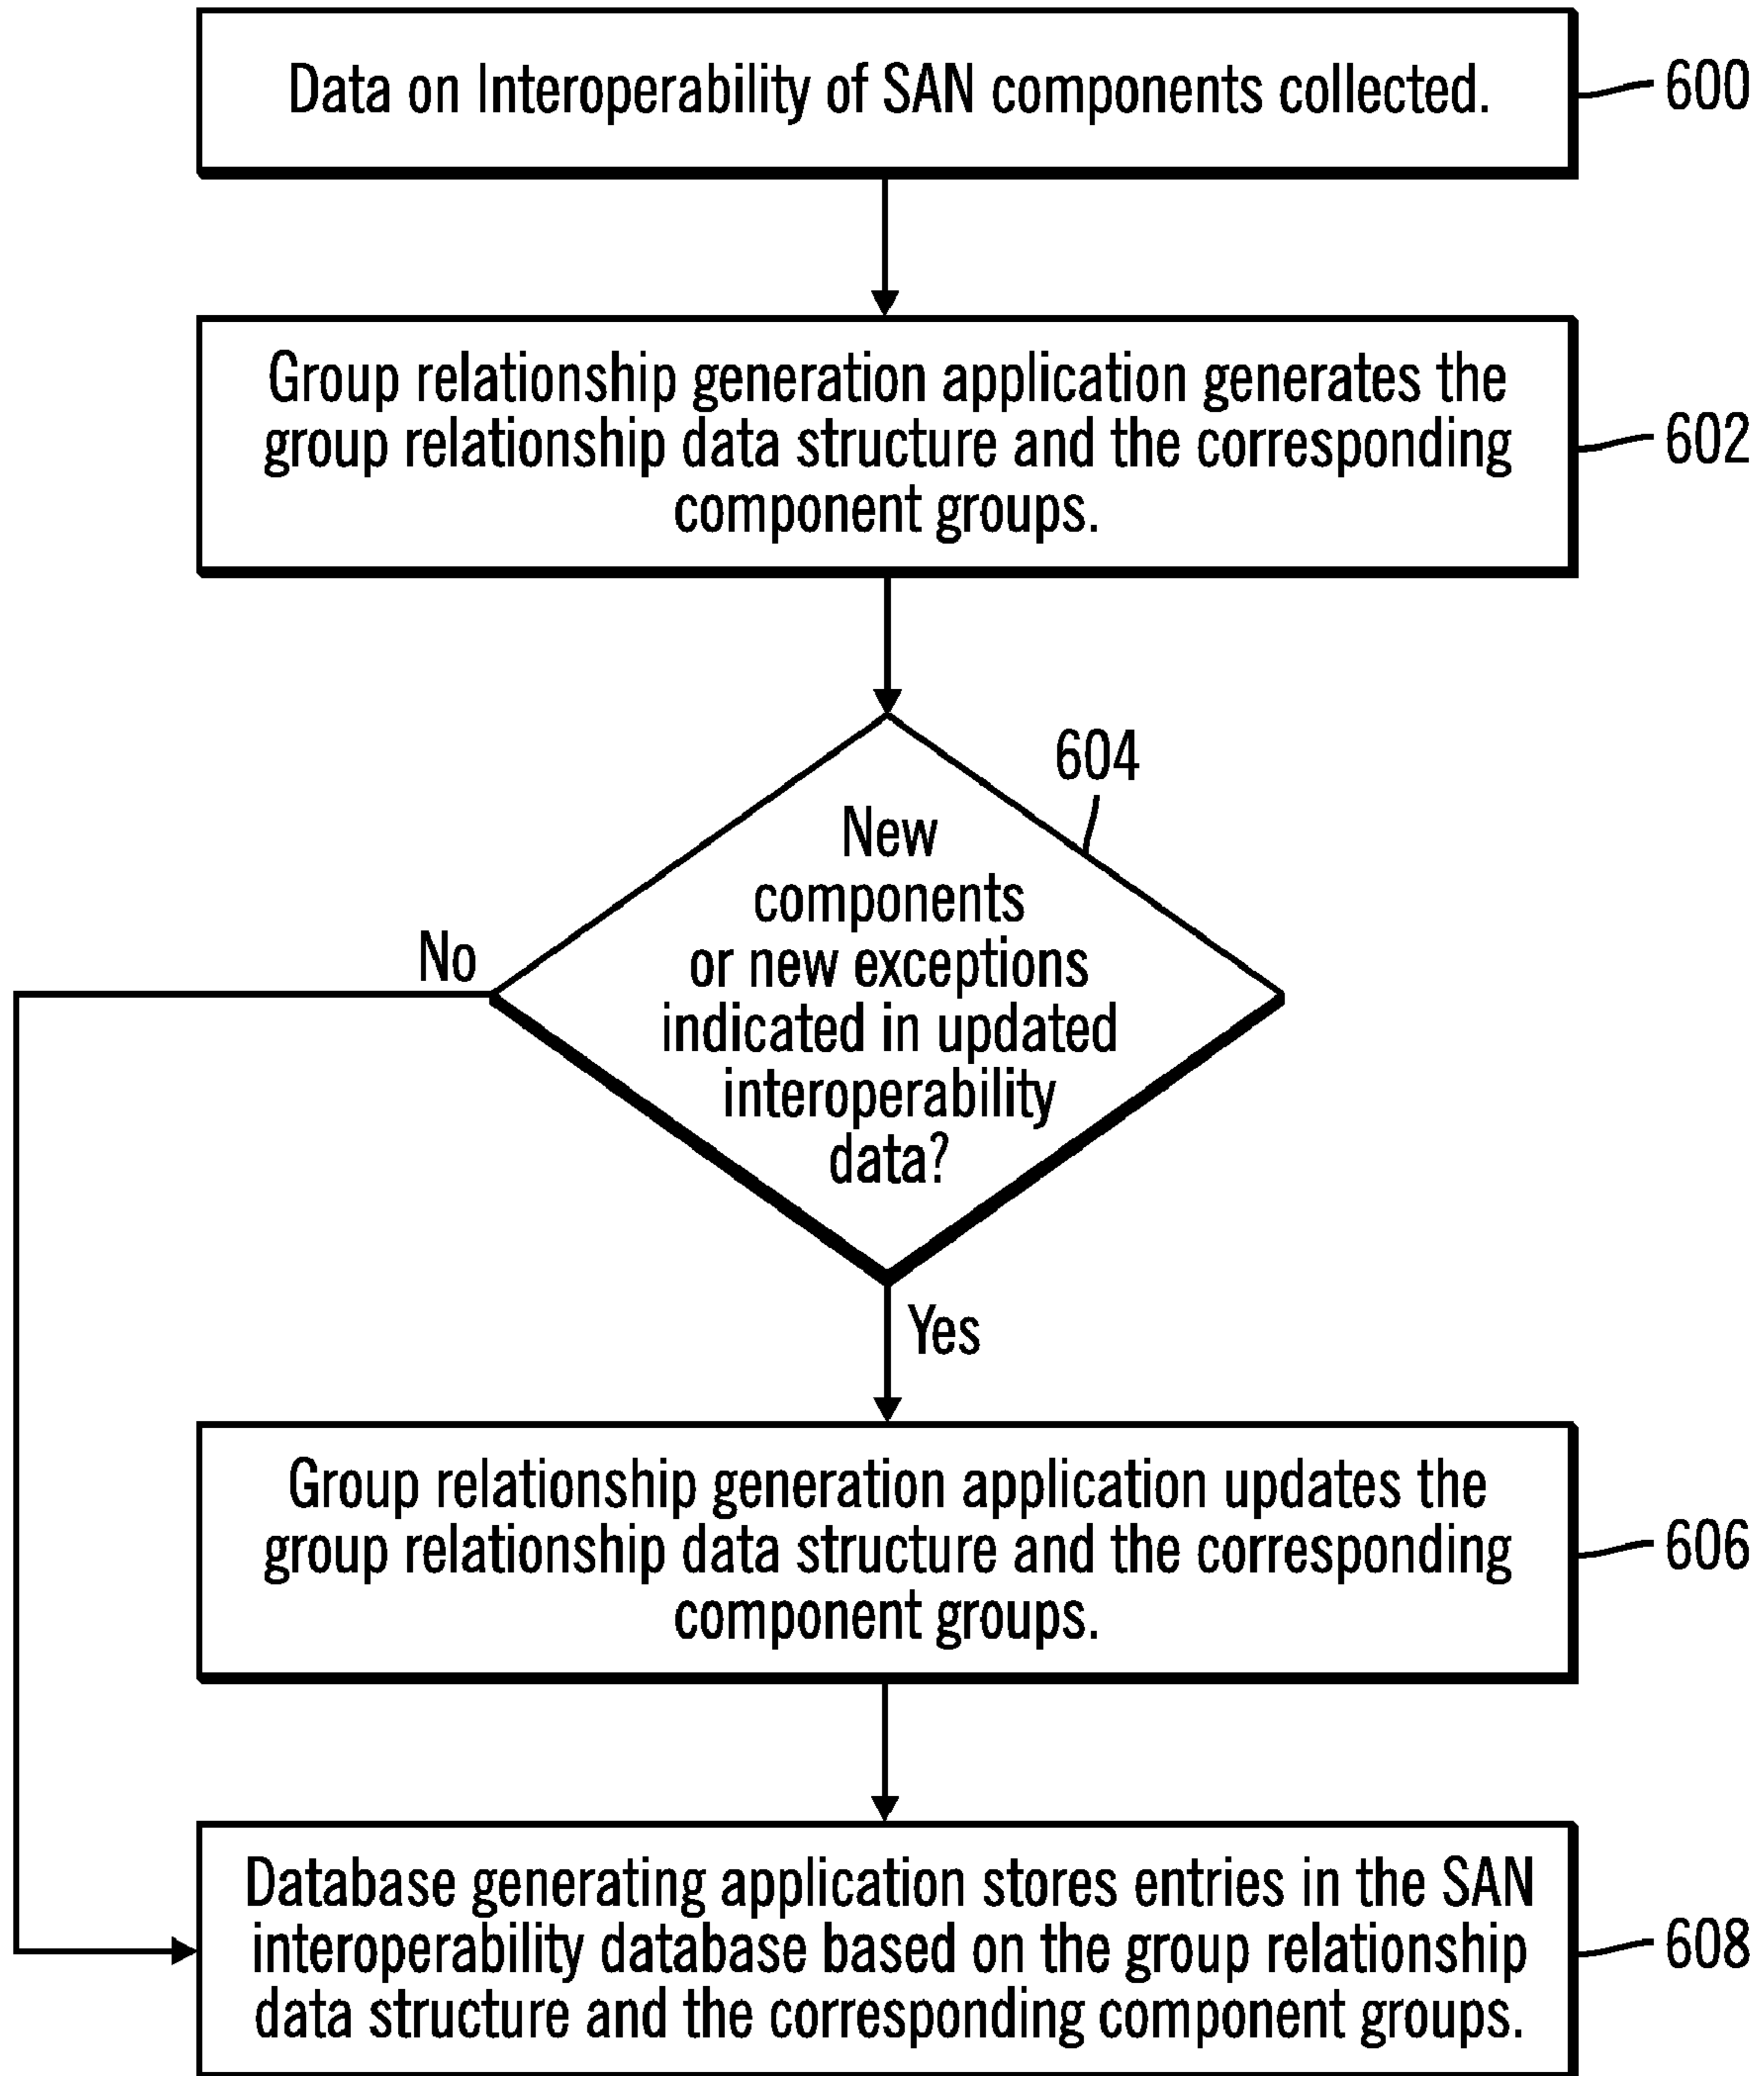 Data on Interoperability of SAN components collected.
600
Group relationship generation application generates the
group relationship data structure and the corresponding
component groups.
602
604
New
components
or new exceptions
indicated in updated
interoperability
data?
No
Yes
Group relationship generation application updates the
group relationship data structure and the corresponding
component groups.
606
Database generating application stores entries in the SAN
interoperability database based on the group relationship
data structure and the corresponding component groups.
608